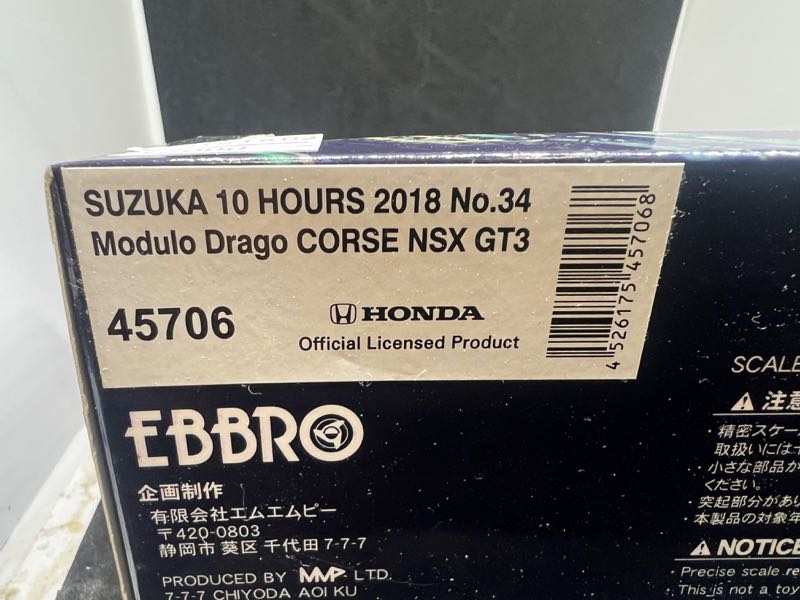 SUZUKA 10 HOURS 2018 No.34
Modulo Drago CORSE NSX GT3
45706
HONDA
Official Licensed Product
4 526175 457068
EBBRO
企画制作
有限会社エムエムピー
〒420-0803
静岡市 葵区 千代田 7-7-7
PRODUCED BY MMP. LTD.
7-7-7 CHIYODA AOI KU
SCALE
注意
・精密スケー
取扱いには
・小さな部品が
ください。
・突起部分があり
・本製品の対象年
NOTICE
・Precise scale re
This is not a toy